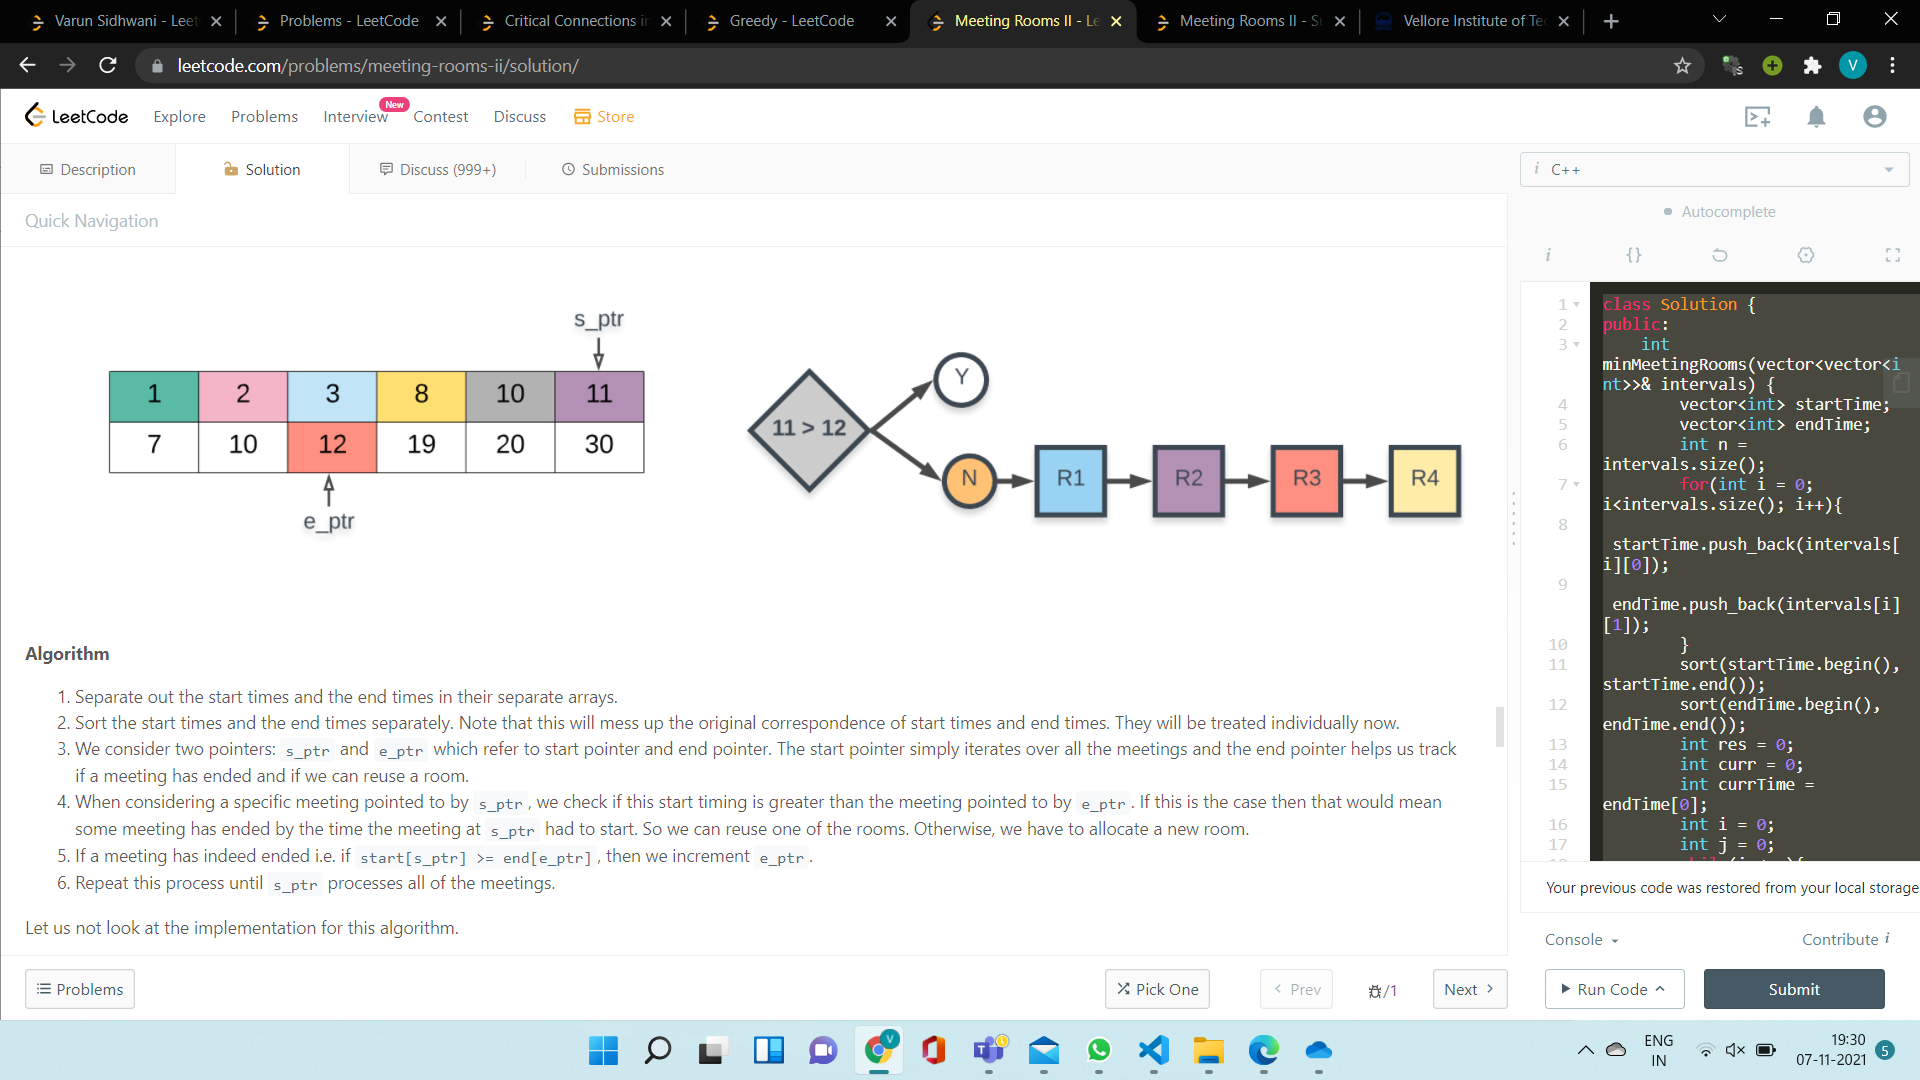 Varun Sidhwani - Leet
Problems - LeetCode
Critical Connections in
Greedy - LeetCode
Meeting Rooms II - Le
Meeting Rooms II - Su
Vellore Institute of Tec
leetcode.com/problems/meeting-rooms-ii/solution/
V
LeetCode
Explore
Problems
Interview
New
Contest
Discuss
Store
Description
Solution
Discuss (999+)
Submissions
i C++
Quick Navigation
Autocomplete
i {}
s_ptr
1 2 3 8 10 11
7 10 12 19 20 30
e_ptr
11 > 12
Y
N
R1 R2 R3 R4
1 class Solution {
2 public:
3 int
minMeetingRooms(vector<vector<i
nt>>& intervals) {
4 vector<int> startTime;
5 vector<int> endTime;
6 int n =
intervals.size();
7 for(int i = 0;
i<intervals.size(); i++){
8
startTime.push_back(intervals[
i][0]);
9
endTime.push_back(intervals[i]
[1]);
10 }
11 sort(startTime.begin(),
startTime.end());
12 sort(endTime.begin(),
endTime.end());
13 int res = 0;
14 int curr = 0;
15 int currTime =
endTime[0];
16 int i = 0;
17 int j = 0;
Algorithm
1. Separate out the start times and the end times in their separate arrays.
2. Sort the start times and the end times separately. Note that this will mess up the original correspondence of start times and end times. They will be treated individually now.
3. We consider two pointers: s_ptr and e_ptr which refer to start pointer and end pointer. The start pointer simply iterates over all the meetings and the end pointer helps us track
if a meeting has ended and if we can reuse a room.
4. When considering a specific meeting pointed to by s_ptr, we check if this start timing is greater than the meeting pointed to by e_ptr. If this is the case then that would mean
some meeting has ended by the time the meeting at s_ptr had to start. So we can reuse one of the rooms. Otherwise, we have to allocate a new room.
5. If a meeting has indeed ended i.e. if start[s_ptr] >= end[e_ptr], then we increment e_ptr.
6. Repeat this process until s_ptr processes all of the meetings.
Let us not look at the implementation for this algorithm.
Your previous code was restored from your local storage
Console
Contribute i
Problems
Pick One
Prev
/1
Next
Run Code
Submit
ENG
IN
19:30
07-11-2021
5